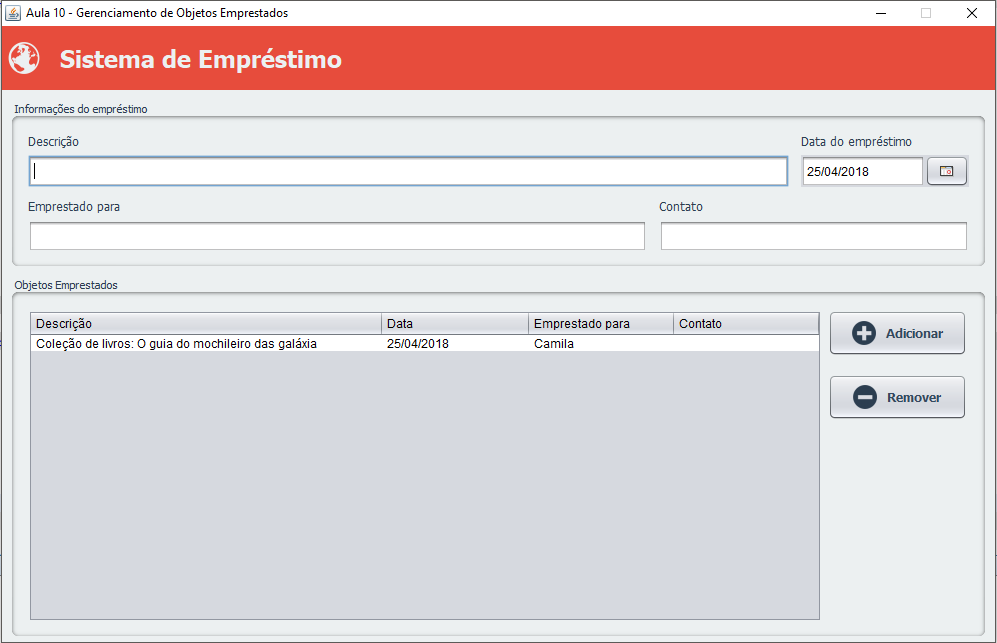 Aula 10 - Gerenciamento de Objetos Emprestados
Sistema de Empréstimo
Informações do empréstimo
Descrição
Data do empréstimo
25/04/2018
Emprestado para
Contato
Objetos Emprestados
Descrição Data Emprestado para Contato
Coleção de livros: O guia do mochileiro das galáxia 25/04/2018 Camila
Adicionar
Remover